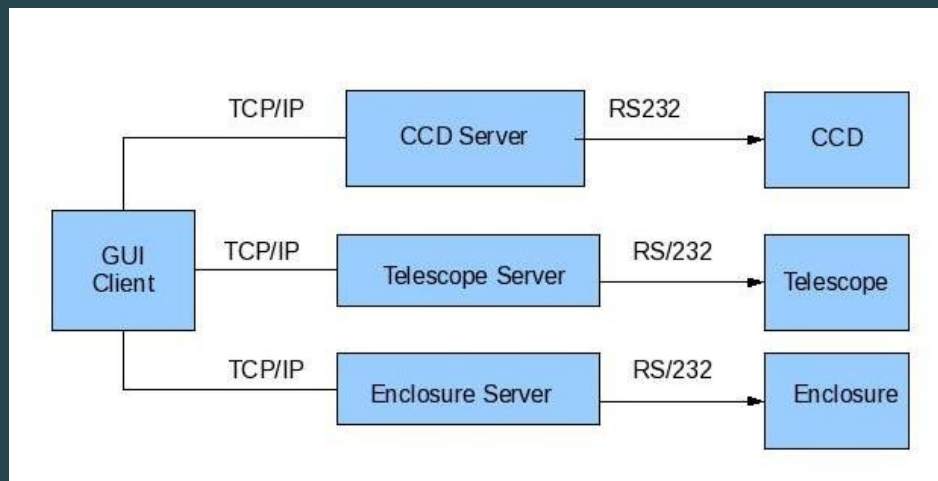 TCP/IP
CCD Server
RS232
CCD
GUI
Client
TCP/IP
Telescope Server
RS/232
Telescope
TCP/IP
Enclosure Server
RS/232
Enclosure